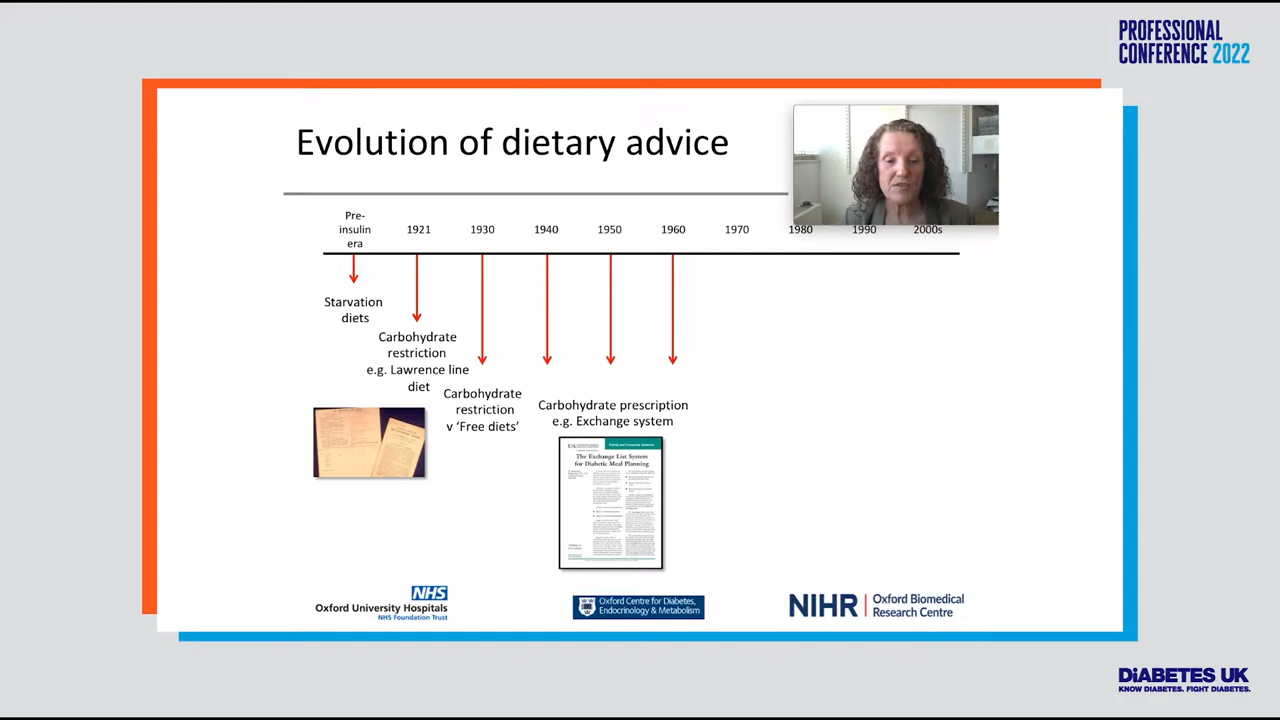 PROFESSIONAL
CONFERENCE 2022
Evolution of dietary advice
Pre-
insulin
era
1921
1930
1940
1950
1960
1970
1980
1990
2000s
Starvation
diets
Carbohydrate
restriction
e.g. Lawrence line
diet
Carbohydrate
restriction
v ‘Free diets’
Carbohydrate prescription
e.g. Exchange system
The Exchange List System
for Diabetic Meal Planning
NHS
Oxford University Hospitals
NHS Foundation Trust
Oxford Centre for Diabetes,
Endocrinology & Metabolism
NIHR
Oxford Biomedical
Research Centre
DiABETES UK
KNOW DIABETES. FIGHT DIABETES.